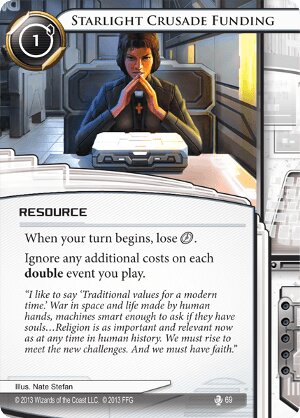 Starlight Crusade Funding
1
RESOURCE
When your turn begins, lose .
Ignore any additional costs on each
double event you play.
"I like to say ‘Traditional values for a modern
time.’ War in space and life made by human
hands, machines smart enough to ask if they have
souls…Religion is as important and relevant now
as at any time in human history. We must rise to
meet the new challenges. And we must have faith."
Illus. Nate Stefan
© 2013 Wizards of the Coast LLC. © 2013 FFG
69